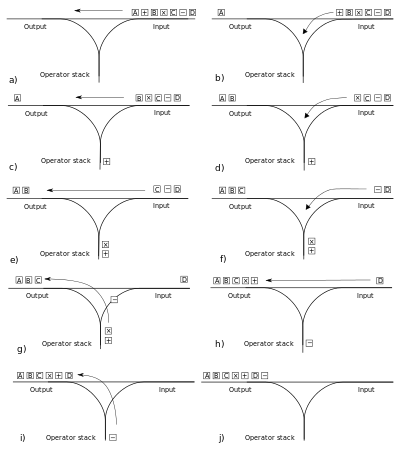 A + B × C − D
Output Input
Operator stack
a)
A + B × C − D
Output Input
Operator stack
b)
A B × C − D
Output Input
Operator stack +
c)
A B × C − D
Output Input
Operator stack +
d)
A B C − D
Output Input
×
Operator stack +
e)
A B C − D
Output Input
×
Operator stack +
f)
A B C D
−
Output Input
×
Operator stack +
g)
A B C × + D
Output Input
Operator stack −
h)
A B C × + D
Output Input
Operator stack −
i)
A B C × + D −
Output Input
Operator stack
j)